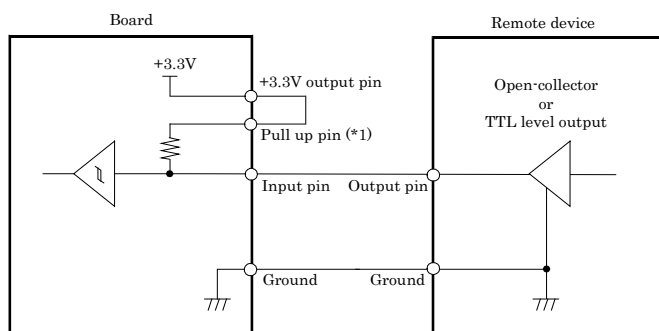 Board
Remote device
+3.3V
+3.3V output pin
Open-collector
or
TTL level output
Pull up pin (*1)
Input pin
Output pin
Ground
Ground